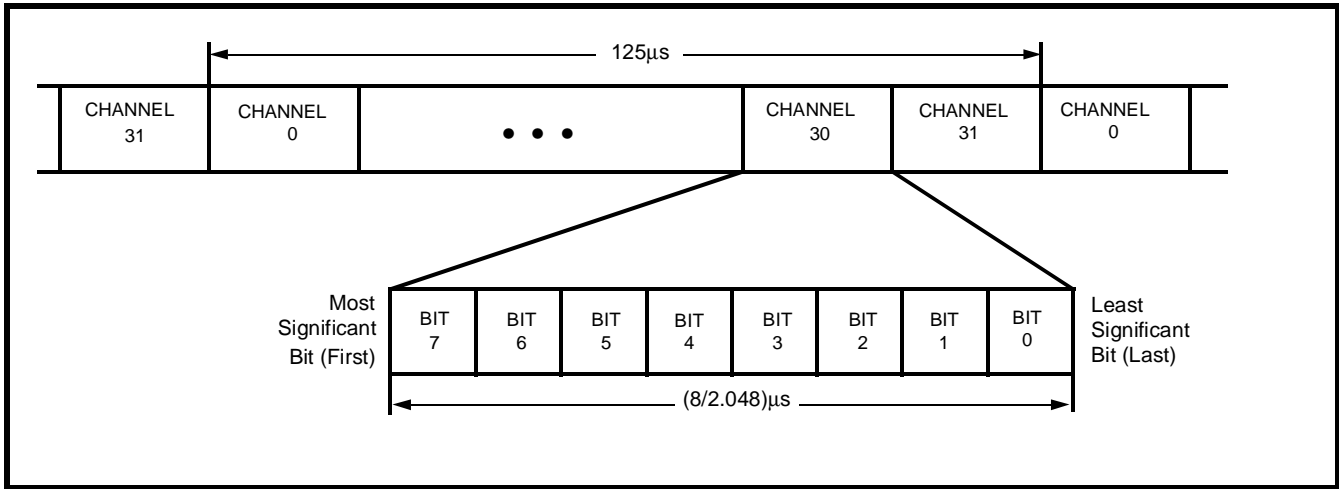 125μs
CHANNEL
31
CHANNEL
0
• • •
CHANNEL
30
CHANNEL
31
CHANNEL
0
Most
Significant
Bit (First)
BIT
7
BIT
6
BIT
5
BIT
4
BIT
3
BIT
2
BIT
1
BIT
0
Least
Significant
Bit (Last)
(8/2.048)μs